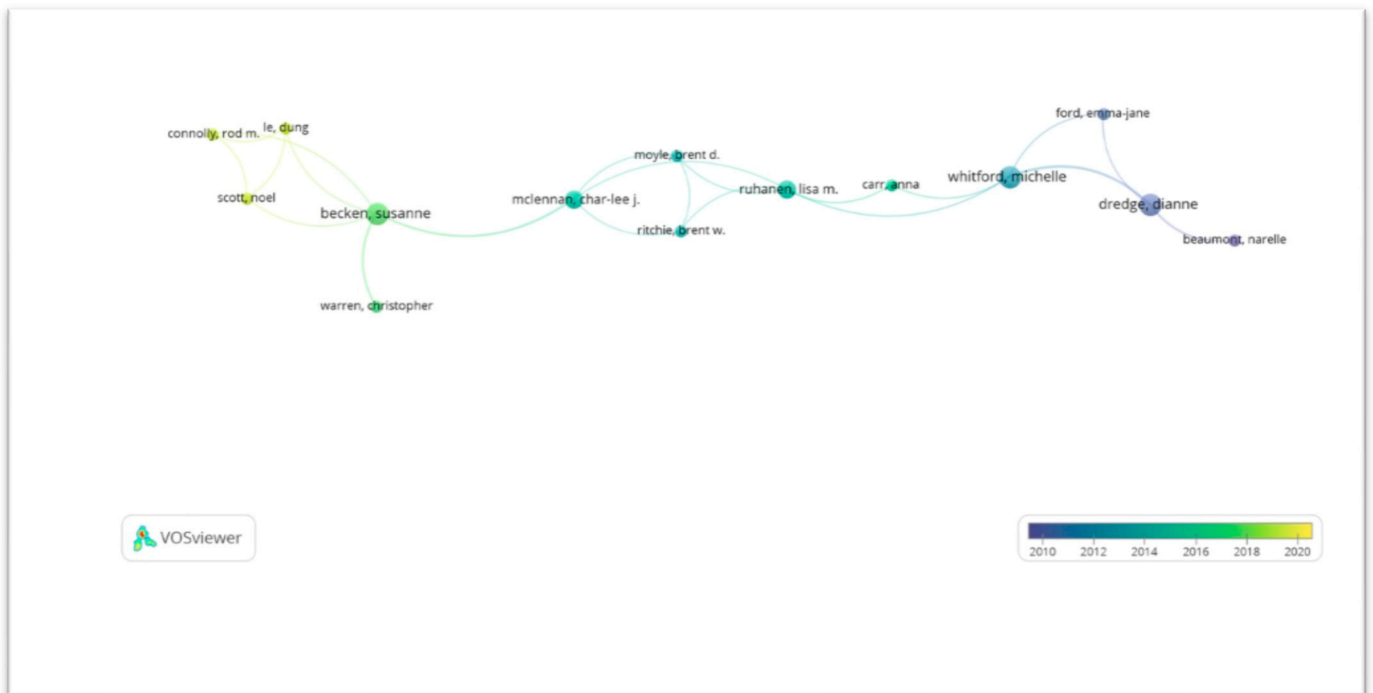 ford, emma-jane
connolly, rod m.
le, dung
moyle, brent d.
whitford, michelle
carr, anna
ruhanen, lisa m.
scott, noel
mclennan, char-lee j.
dredge, dianne
becken, susanne
ritchie, brent w.
beaumont, narelle
warren, christopher
VOSviewer
2010 2012 2014 2016 2018 2020